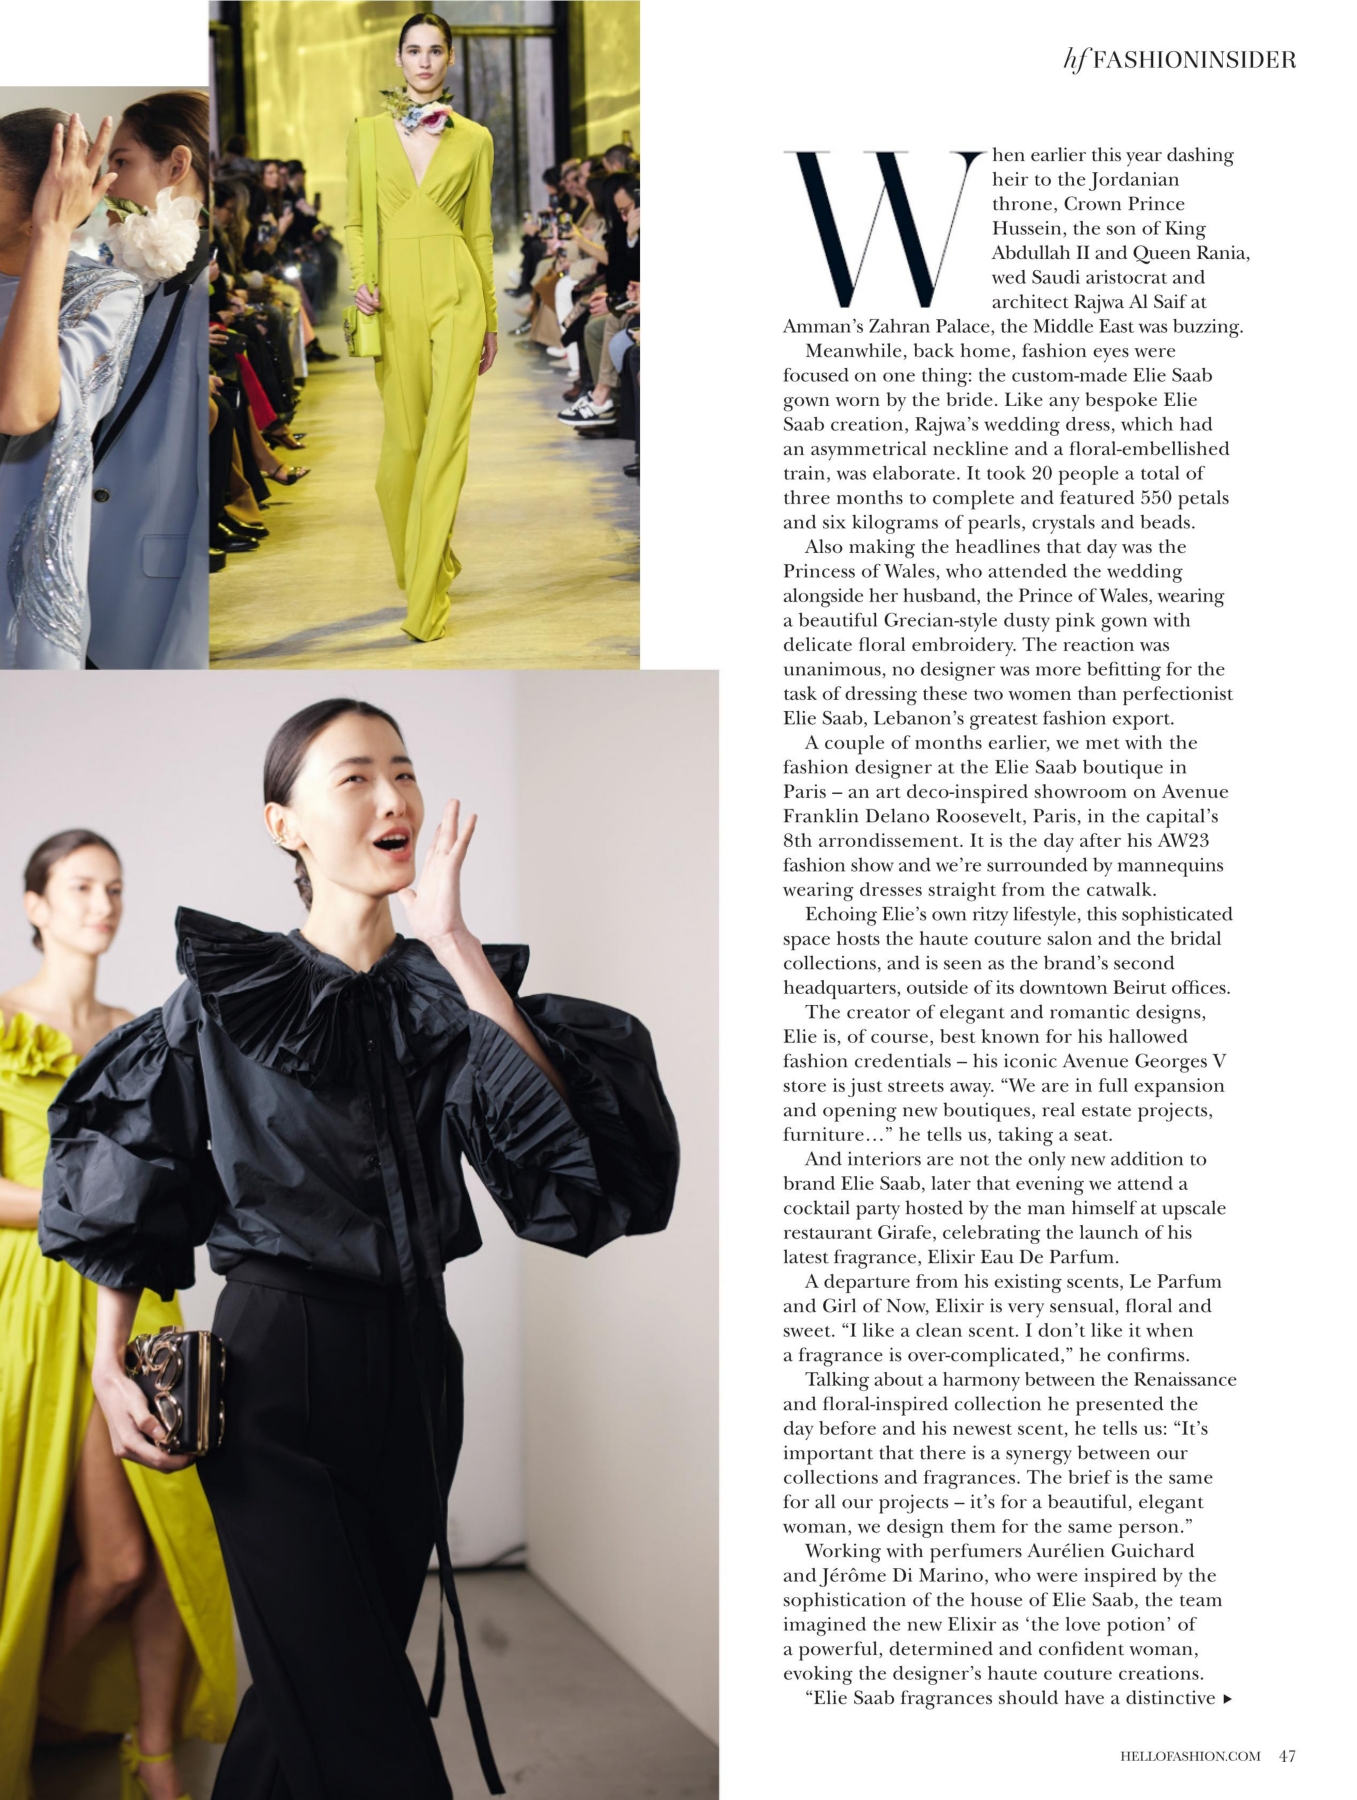 hf FASHIONINSIDER
When earlier this year dashing
heir to the Jordanian
throne, Crown Prince
Hussein, the son of King
Abdullah II and Queen Rania,
wed Saudi aristocrat and
architect Rajwa Al Saif at
Amman's Zahran Palace, the Middle East was buzzing.
Meanwhile, back home, fashion eyes were
focused on one thing: the custom-made Elie Saab
gown worn by the bride. Like any bespoke Elie
Saab creation, Rajwa's wedding dress, which had
an asymmetrical neckline and a floral-embellished
train, was elaborate. It took 20 people a total of
three months to complete and featured 550 petals
and six kilograms of pearls, crystals and beads.
Also making the headlines that day was the
Princess of Wales, who attended the wedding
alongside her husband, the Prince of Wales, wearing
a beautiful Grecian-style dusty pink gown with
delicate floral embroidery. The reaction was
unanimous, no designer was more befitting for the
task of dressing these two women than perfectionist
Elie Saab, Lebanon's greatest fashion export.
A couple of months earlier, we met with the
fashion designer at the Elie Saab boutique in
Paris – an art deco-inspired showroom on Avenue
Franklin Delano Roosevelt, Paris, in the capital's
8th arrondissement. It is the day after his AW23
fashion show and we're surrounded by mannequins
wearing dresses straight from the catwalk.
Echoing Elie's own ritzy lifestyle, this sophisticated
space hosts the haute couture salon and the bridal
collections, and is seen as the brand's second
headquarters, outside of its downtown Beirut offices.
The creator of elegant and romantic designs,
Elie is, of course, best known for his hallowed
fashion credentials – his iconic Avenue Georges V
store is just streets away. “We are in full expansion
and opening new boutiques, real estate projects,
furniture…” he tells us, taking a seat.
And interiors are not the only new addition to
brand Elie Saab, later that evening we attend a
cocktail party hosted by the man himself at upscale
restaurant Girafe, celebrating the launch of his
latest fragrance, Elixir Eau De Parfum.
A departure from his existing scents, Le Parfum
and Girl of Now, Elixir is very sensual, floral and
sweet. “I like a clean scent. I don't like it when
a fragrance is over-complicated,” he confirms.
Talking about a harmony between the Renaissance
and floral-inspired collection he presented the
day before and his newest scent, he tells us: “It's
important that there is a synergy between our
collections and fragrances. The brief is the same
for all our projects – it's for a beautiful, elegant
woman, we design them for the same person.”
Working with perfumers Aurélien Guichard
and Jérôme Di Marino, who were inspired by the
sophistication of the house of Elie Saab, the team
imagined the new Elixir as ‘the love potion’ of
a powerful, determined and confident woman,
evoking the designer's haute couture creations.
“Elie Saab fragrances should have a distinctive ▶
HELLOFASHION.COM 47